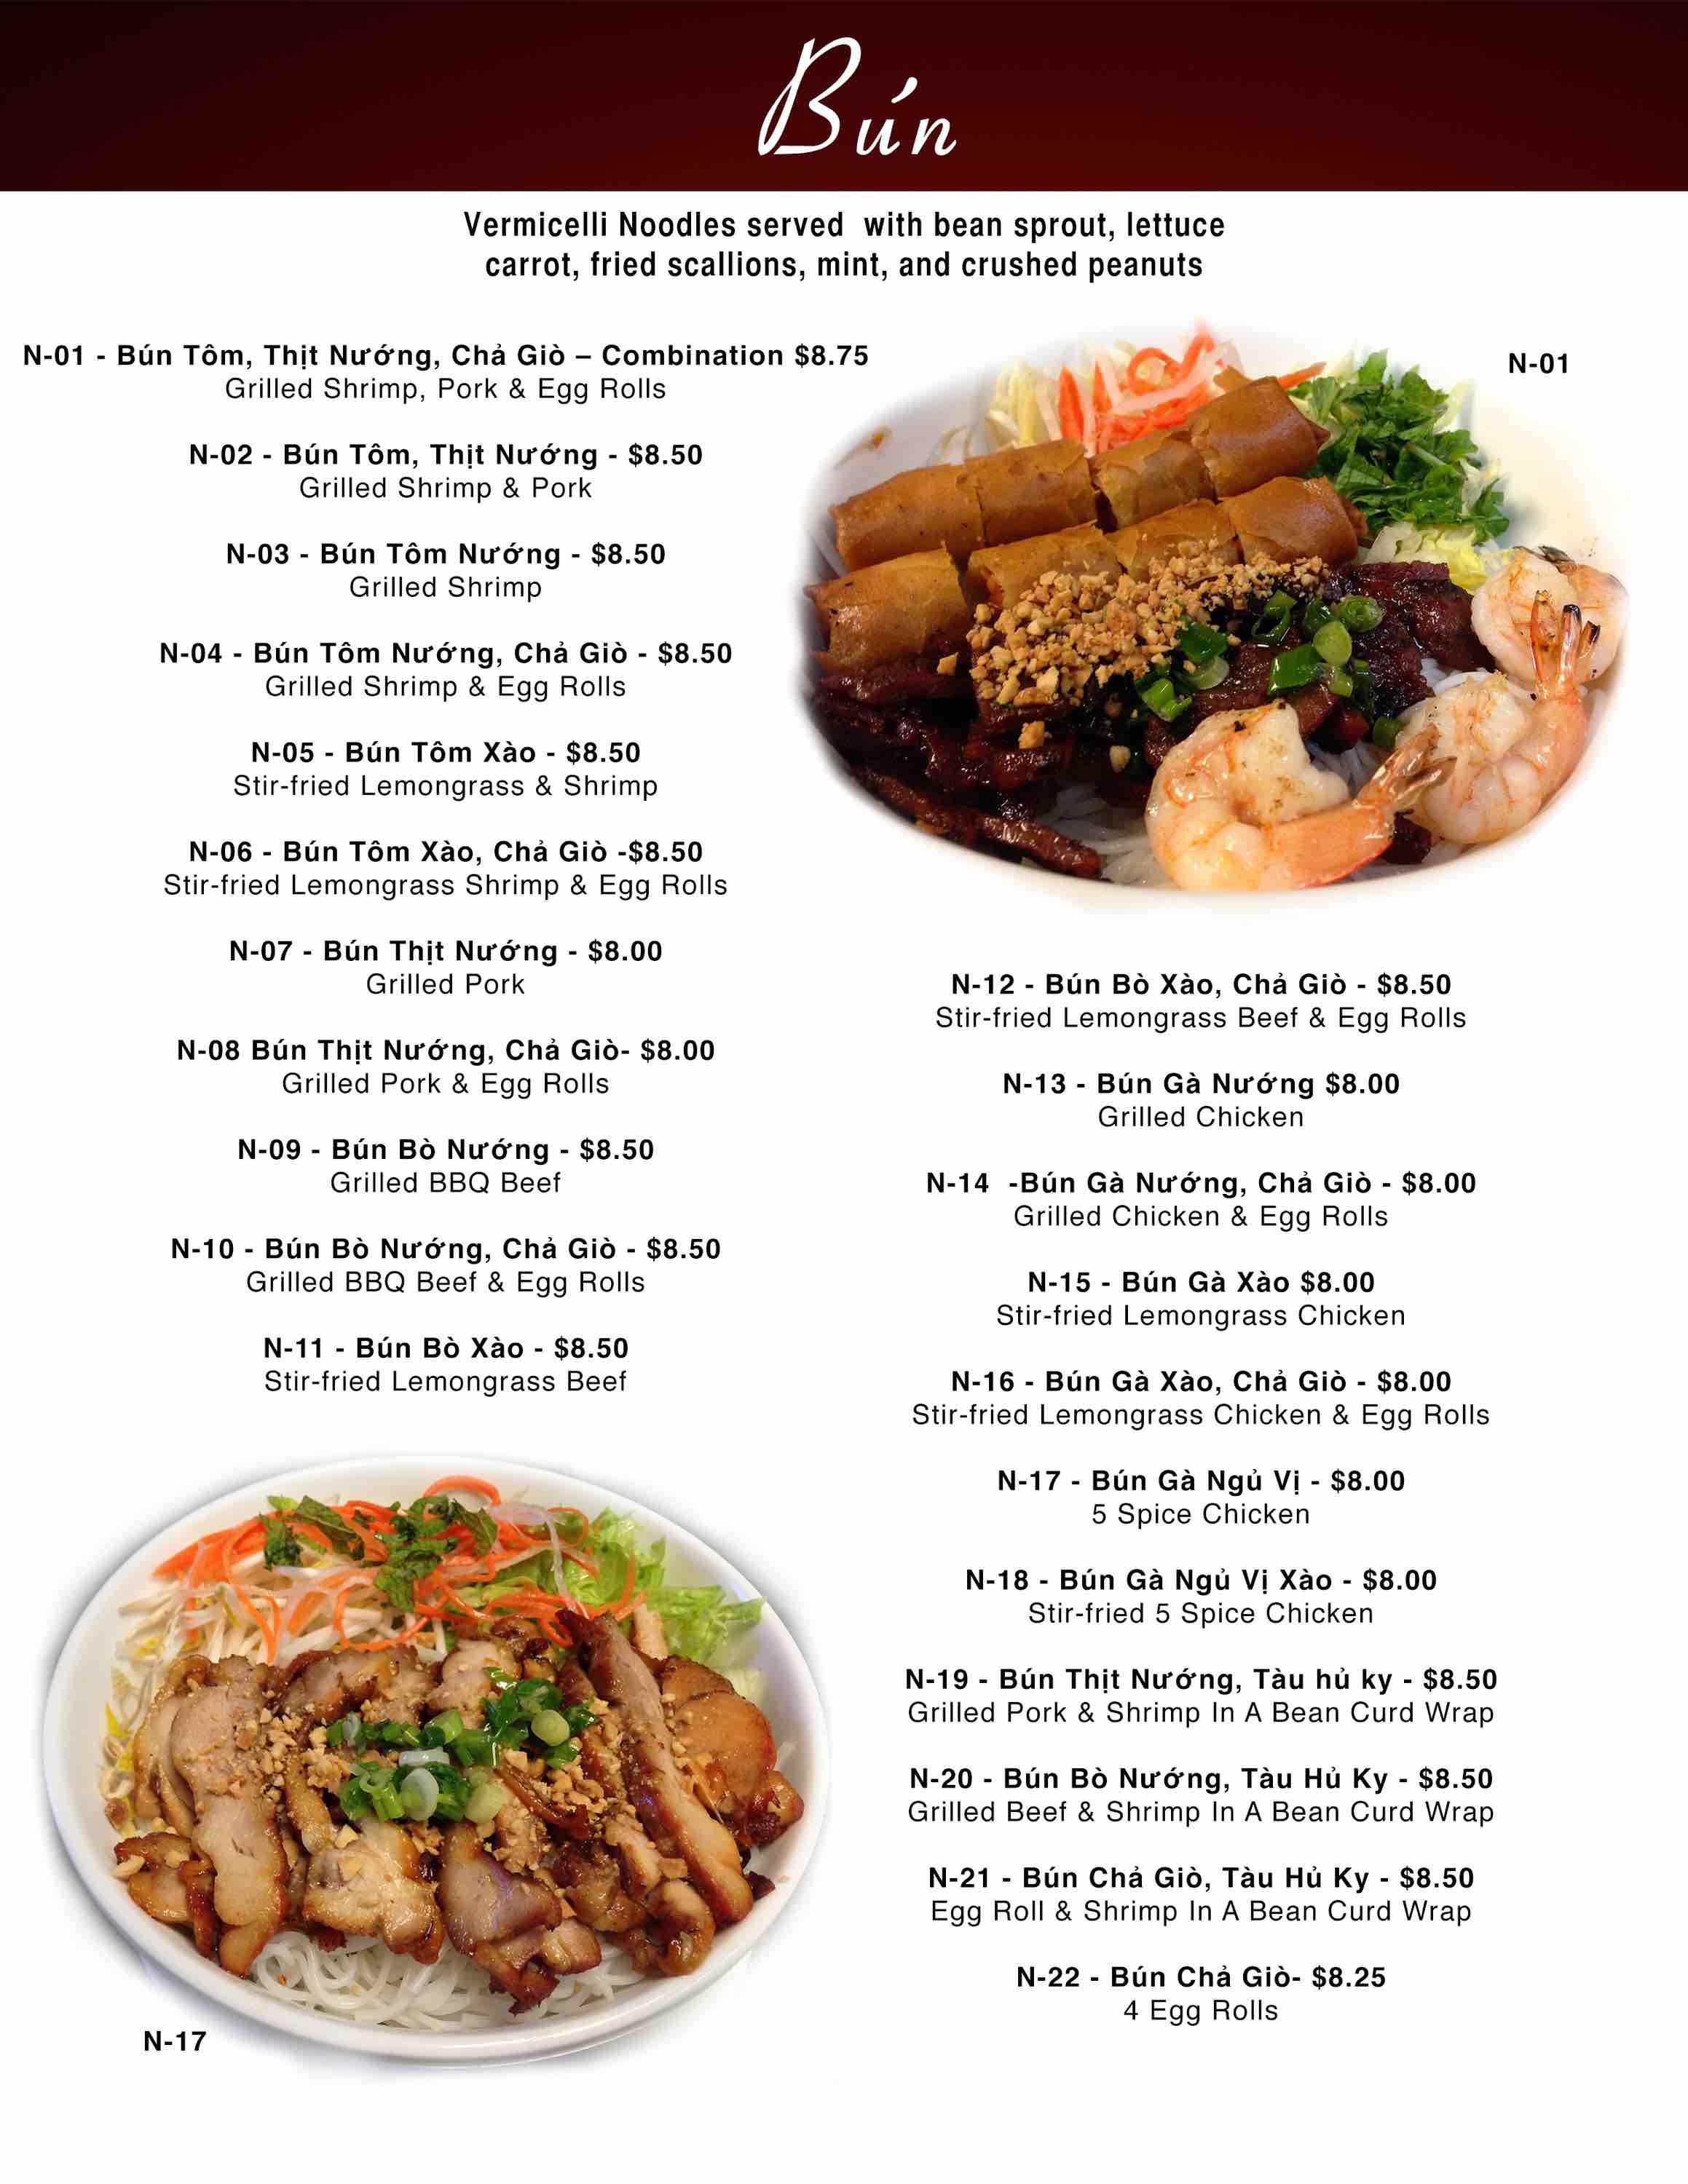 Bún
Vermicelli Noodles served with bean sprout, lettuce
carrot, fried scallions, mint, and crushed peanuts
N-01 - Bún Tôm, Thịt Nướng, Chả Giò – Combination $8.75
Grilled Shrimp, Pork & Egg Rolls
N-02 - Bún Tôm, Thịt Nướng - $8.50
Grilled Shrimp & Pork
N-03 - Bún Tôm Nướng - $8.50
Grilled Shrimp
N-04 - Bún Tôm Nướng, Chả Giò - $8.50
Grilled Shrimp & Egg Rolls
N-05 - Bún Tôm Xào - $8.50
Stir-fried Lemongrass & Shrimp
N-06 - Bún Tôm Xào, Chả Giò -$8.50
Stir-fried Lemongrass Shrimp & Egg Rolls
N-07 - Bún Thịt Nướng - $8.00
Grilled Pork
N-08 Bún Thịt Nướng, Chả Giò- $8.00
Grilled Pork & Egg Rolls
N-09 - Bún Bò Nướng - $8.50
Grilled BBQ Beef
N-10 - Bún Bò Nướng, Chả Giò - $8.50
Grilled BBQ Beef & Egg Rolls
N-11 - Bún Bò Xào - $8.50
Stir-fried Lemongrass Beef
N-17
N-01
N-12 - Bún Bò Xào, Chả Giò - $8.50
Stir-fried Lemongrass Beef & Egg Rolls
N-13 - Bún Gà Nướng $8.00
Grilled Chicken
N-14 -Bún Gà Nướng, Chả Giò - $8.00
Grilled Chicken & Egg Rolls
N-15 - Bún Gà Xào $8.00
Stir-fried Lemongrass Chicken
N-16 - Bún Gà Xào, Chả Giò - $8.00
Stir-fried Lemongrass Chicken & Egg Rolls
N-17 - Bún Gà Ngủ Vị - $8.00
5 Spice Chicken
N-18 - Bún Gà Ngủ Vị Xào - $8.00
Stir-fried 5 Spice Chicken
N-19 - Bún Thịt Nướng, Tàu hủ ky - $8.50
Grilled Pork & Shrimp In A Bean Curd Wrap
N-20 - Bún Bò Nướng, Tàu Hủ Ky - $8.50
Grilled Beef & Shrimp In A Bean Curd Wrap
N-21 - Bún Chả Giò, Tàu Hủ Ky - $8.50
Egg Roll & Shrimp In A Bean Curd Wrap
N-22 - Bún Chả Giò- $8.25
4 Egg Rolls